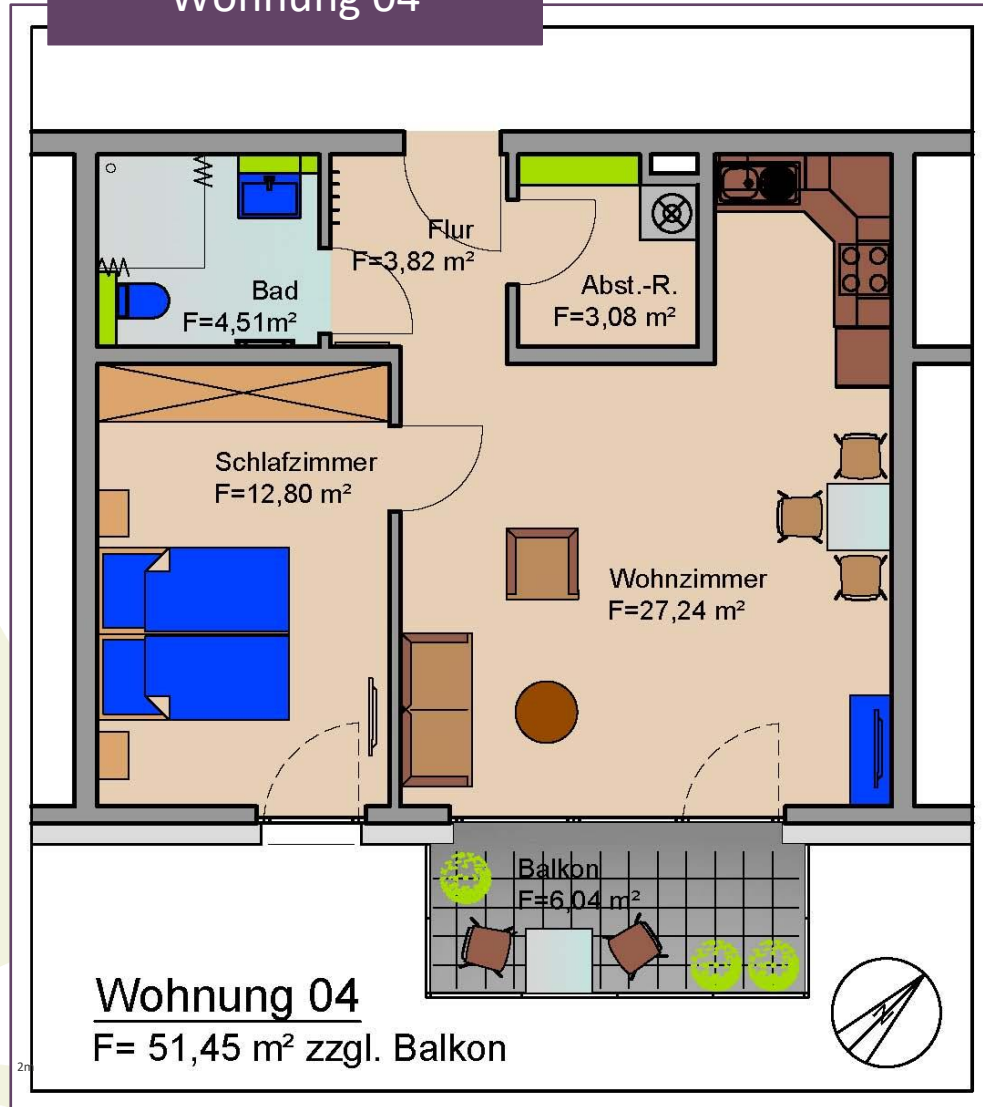 Wohnung 04
Flur
F=3,82 m²
Bad
F=4,51m²
Abst.-R.
F=3,08 m²
Schlafzimmer
F=12,80 m²
Wohnzimmer
F=27,24 m²
Balkon
F=6,04 m²
Wohnung 04
F= 51,45 m² zzgl. Balkon
N